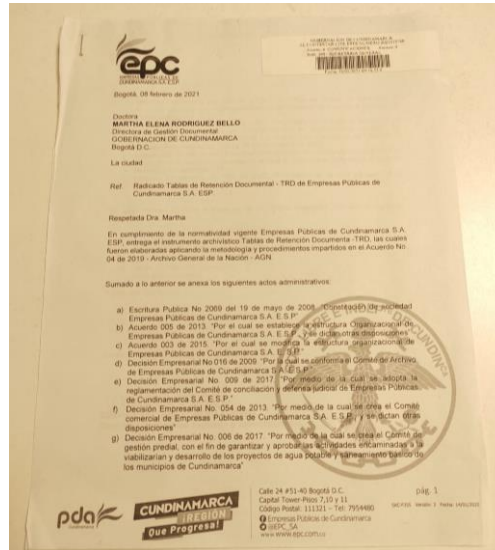 GOBERNACION DE CUNDINAMARCA
epc
EMPRESAS PÚBLICAS DE
CUNDINAMARCA S.A. ESP
Bogotá, 08 febrero de 2021
Doctora
MARTHA ELENA RODRIGUEZ BELLO
Directora de Gestión Documental
GOBERNACION DE CUNDINAMARCA
Bogotá D.C.
La ciudad
Ref. Radicado Tablas de Retención Documental - TRD de Empresas Públicas de
Cundinamarca S.A. ESP.
Respetada Dra. Martha
En cumplimiento de la normatividad vigente Empresas Públicas de Cundinamarca S.A.
ESP, entrega el instrumento archivístico Tablas de Retención Documenta -TRD, las cuales
fueron elaboradas aplicando la metodología y procedimientos impartidos en el Acuerdo No.
04 de 2019 - Archivo General de la Nación - AGN
Sumado a lo anterior se anexa los siguientes actos administrativos:
a) Escritura Publica No 2069 del 19 de mayo de 2008. "Constitación de sociedad
Empresas Públicas de Cundinamarca S.A. E.S.P"
b) Acuerdo 005 de 2013 "Por el cual se establece la estructura Organizacional de
Empresas Públicas de Cundinamarca S.A. E.S.P. y se dictan otras disposiciones"
c) Acuerdo 003 de 2015. "Por el cual se modifica la estructura organizacional de
Empresas Públicas de Cundinamarca S.A. E.S.P."
d) Decisión Empresarial No 016 de 2009. "Por la cual se conforma el Comité de Archivo
de Empresas Públicas de Cundinamarca S.A. E.S.P."
e) Decisión Empresarial No. 009 de 2017. "Por medio de la cual se adopta la
reglamentación del Comité de conciliación y defensa judicial de Empresas Públicas
de Cundinamarca S.A. E.S.P."
f) Decisión Empresarial No. 054 de 2013. "Por medio de la cual se crea el Comité
comercial de Empresas Públicas de Cundinamarca S.A. E.S.P. y se dictan otras
disposiciones"
g) Decisión Empresarial No. 006 de 2017. "Por medio de la cual se crea el Comité de
gestión predial, con el fin de garantizar y aprobar las actividades encaminadas a la
viabilizarian y desarrollo de los proyectos de agua potable y saneamiento básico de
los municipios de Cundinamarca"
pda
CUNDINAMARCA
¡REGIÓN
Que Progresa!
Calle 24 #51-40 Bogotá D.C.
Capital Tower-Pisos 7,10 y 11
Código Postal: 111321 – Tel: 7954480
Empresas Públicas de Cundinamarca
@EPC_SA
www.epc.com.co
pág. 1